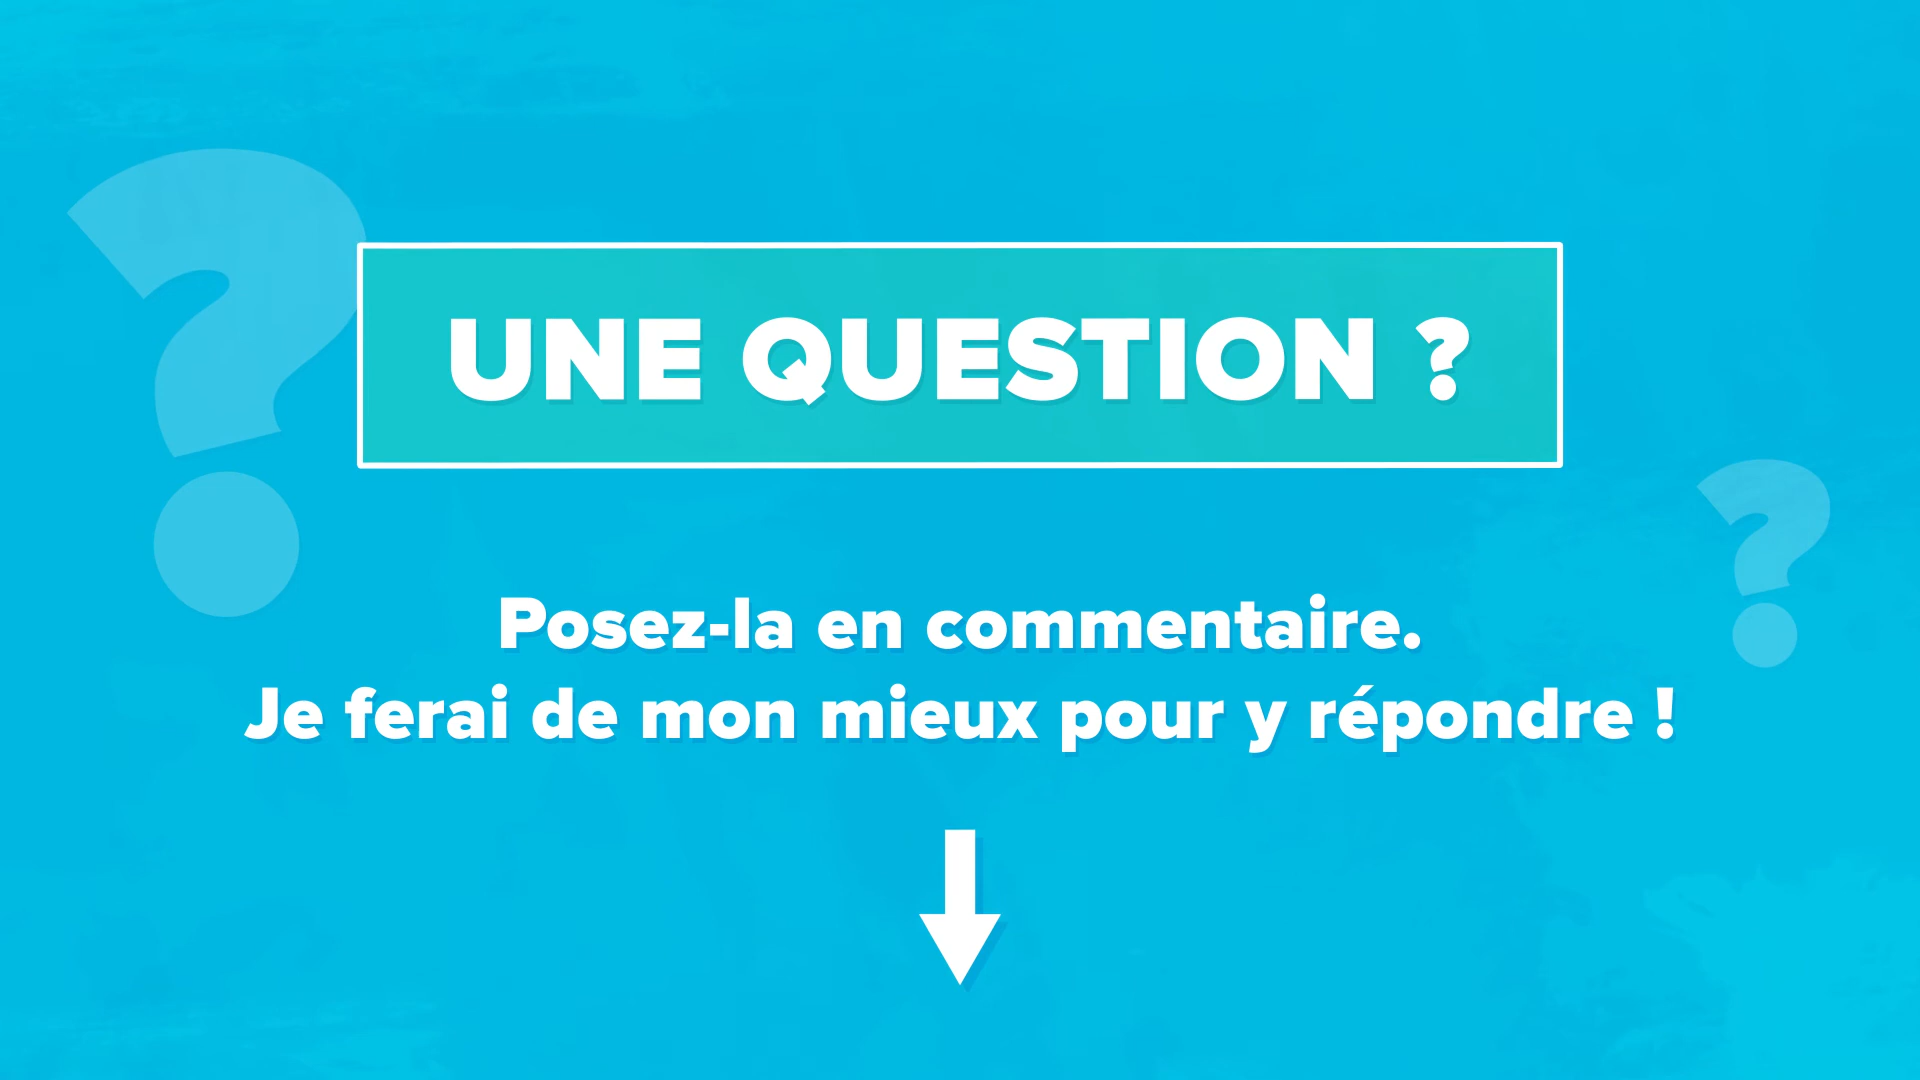 UNE QUESTION ?
Posez-la en commentaire.
Je ferai de mon mieux pour y répondre !